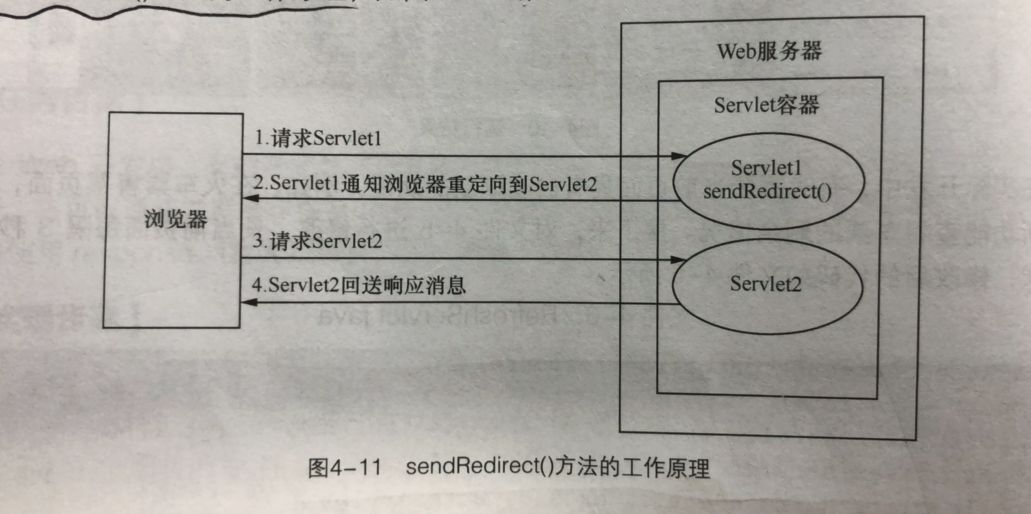 Web服务器
Servlet容器
浏览器
1.请求Servlet1
Servlet1
sendRedirect()
2.Servlet1通知浏览器重定向到Servlet2
3.请求Servlet2
Servlet2
4.Servlet2回送响应消息
图4-11 sendRedirect()方法的工作原理